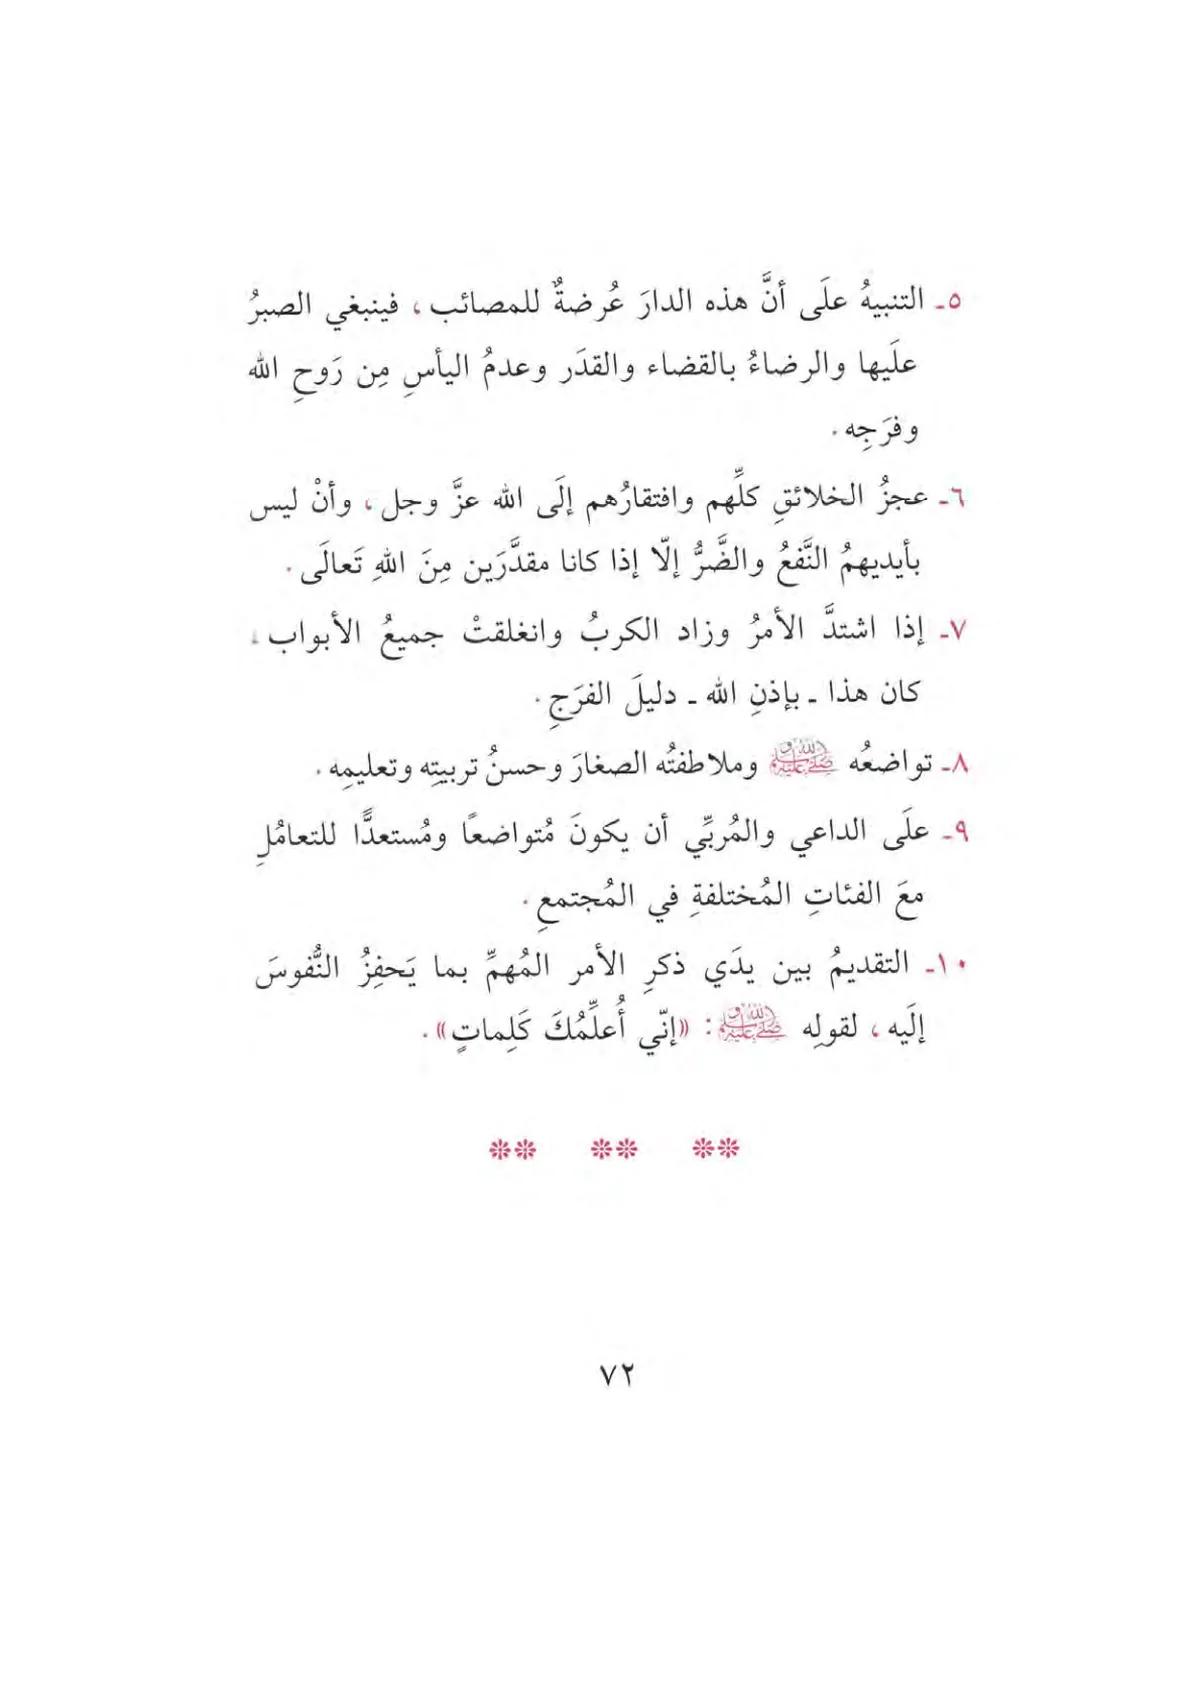 ٥- التنبيهُ علَى أنَّ هذه الدارَ عُرضةٌ للمصائب، فينبغي الصبرُ
علَيها والرضاءُ بالقضاء والقدَر وعدمُ اليأسِ مِن رَوحِ الله
وفرَجِه.
٦- عجزُ الخلائقِ كلِّهم وافتقارُهم إلَى الله عزَّ وجل، وأنْ ليس
بأيديهمُ النَّفعُ والضَّرُّ إلّا إذا كانا مقدَّرَين مِنَ اللهِ تَعالَى.
٧- إذا اشتدَّ الأمرُ وزاد الكربُ وانغلقتْ جميعُ الأبواب،
كان هذا - بإذنِ الله - دليلَ الفرَجِ.
٨- تواضعُه ﷺ وملاطفتُه الصغارَ وحسنُ تربيتِه وتعليمِه.
٩- علَى الداعي والمُربِّي أن يكونَ مُتواضعًا ومُستعدًّا للتعامُلِ
معَ الفئاتِ المُختلفةِ في المُجتمعِ.
١٠- التقديمُ بين يدَي ذكرِ الأمر المُهمِّ بما يَحفِزُ النُّفوسَ
إلَيه، لقولِه ﷺ: «إنّي أُعلِّمُكَ كَلِماتٍ».
** ** **
٧٢